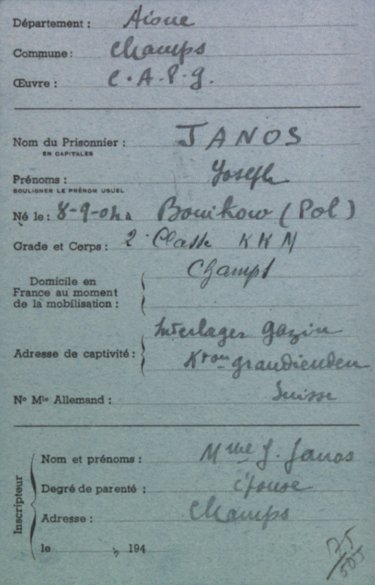 Département : Aisne
Commune : Champs
Œuvre : C.A.P.G.
Nom du Prisonnier : JANOS
EN CAPITALES
Prénoms : Joseph
SOULIGNER LE PRÉNOM USUEL
Né le : 8-9-04 à Bonikow (Pol)
Grade et Corps : 2e Classe
Domicile en
France au moment
de la mobilisation :
Champs
Adresse de captivité :
Interlager
Kton
N° Mle Allemand : Suisse
Inscripteur
Nom et prénoms : Mme J. Janos
Degré de parenté : épouse
Adresse : Champs
le 194